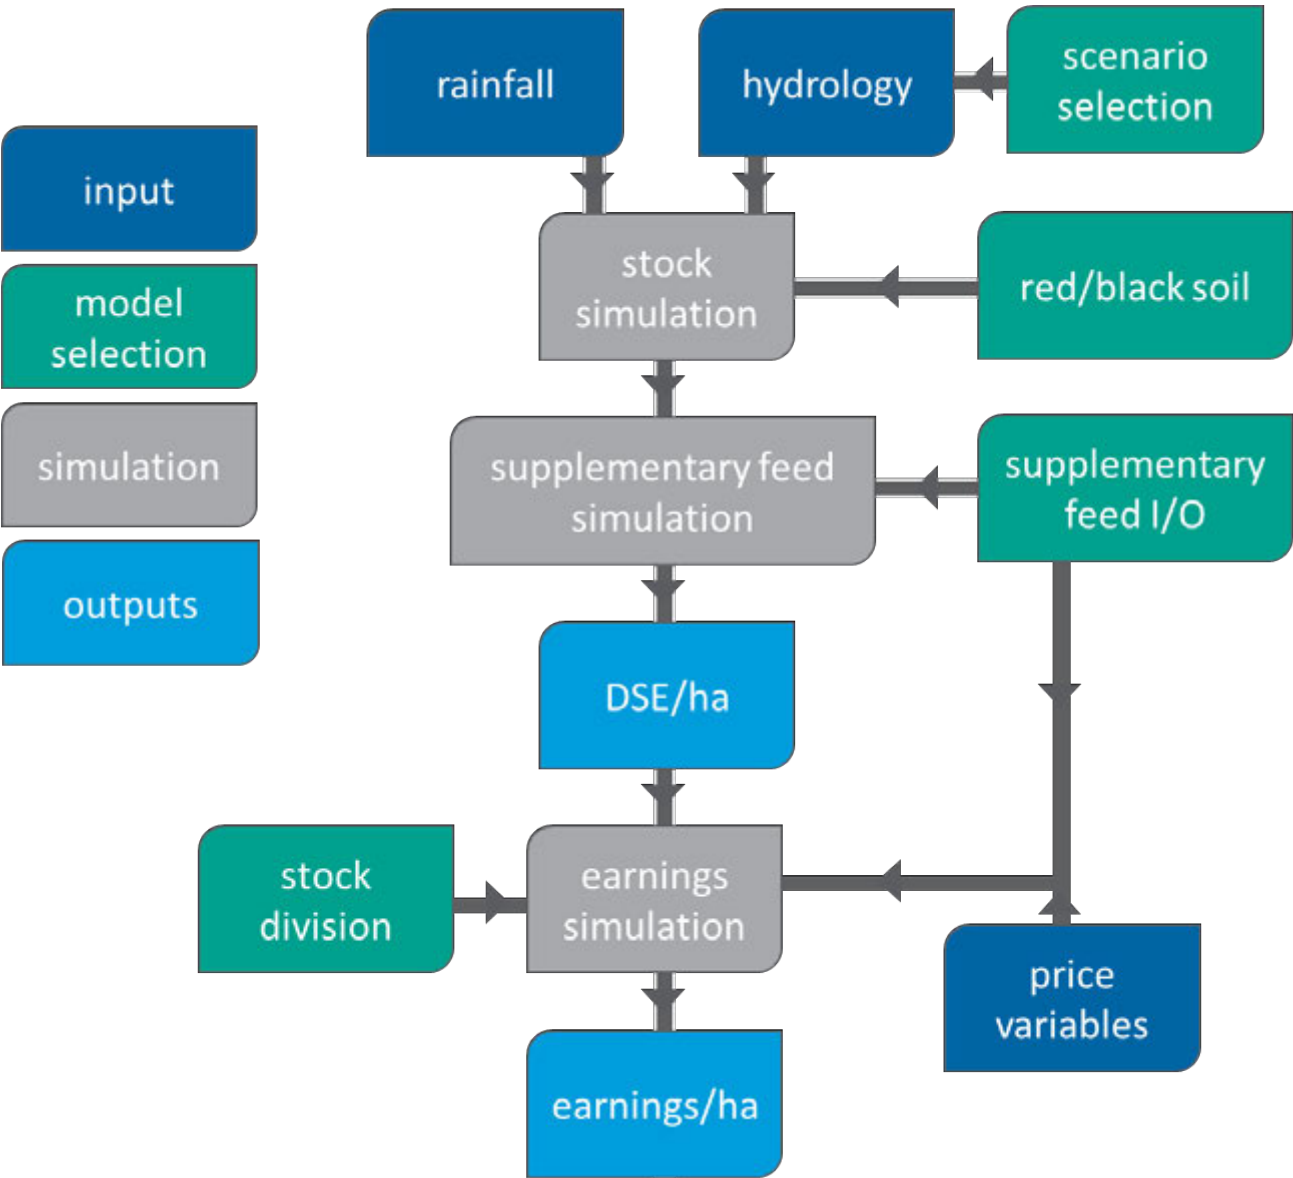 rainfall
hydrology
scenario
selection
input
model
selection
simulation
outputs
stock
simulation
red/black soil
supplementary feed
simulation
supplementary
feed I/O
DSE/ha
stock
division
earnings
simulation
price
variables
earnings/ha